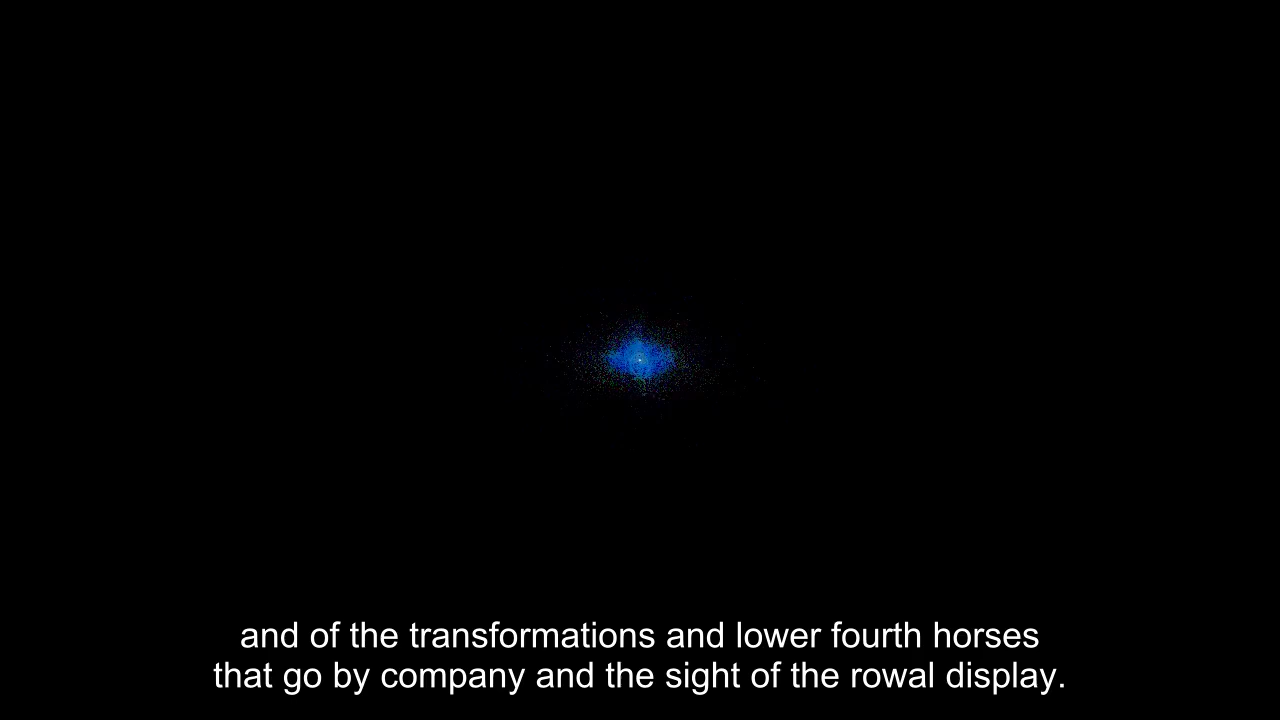 and of the transformations and lower fourth horses
that go by company and the sight of the rowal display.